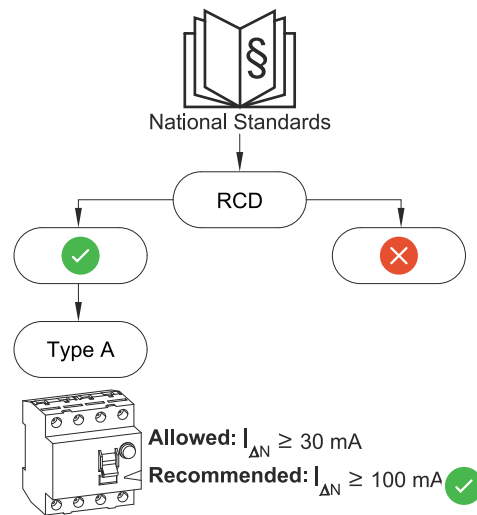 §
National Standards
RCD
Type A
Allowed: IΔN ≥ 30 mA
Recommended: IΔN ≥ 100 mA